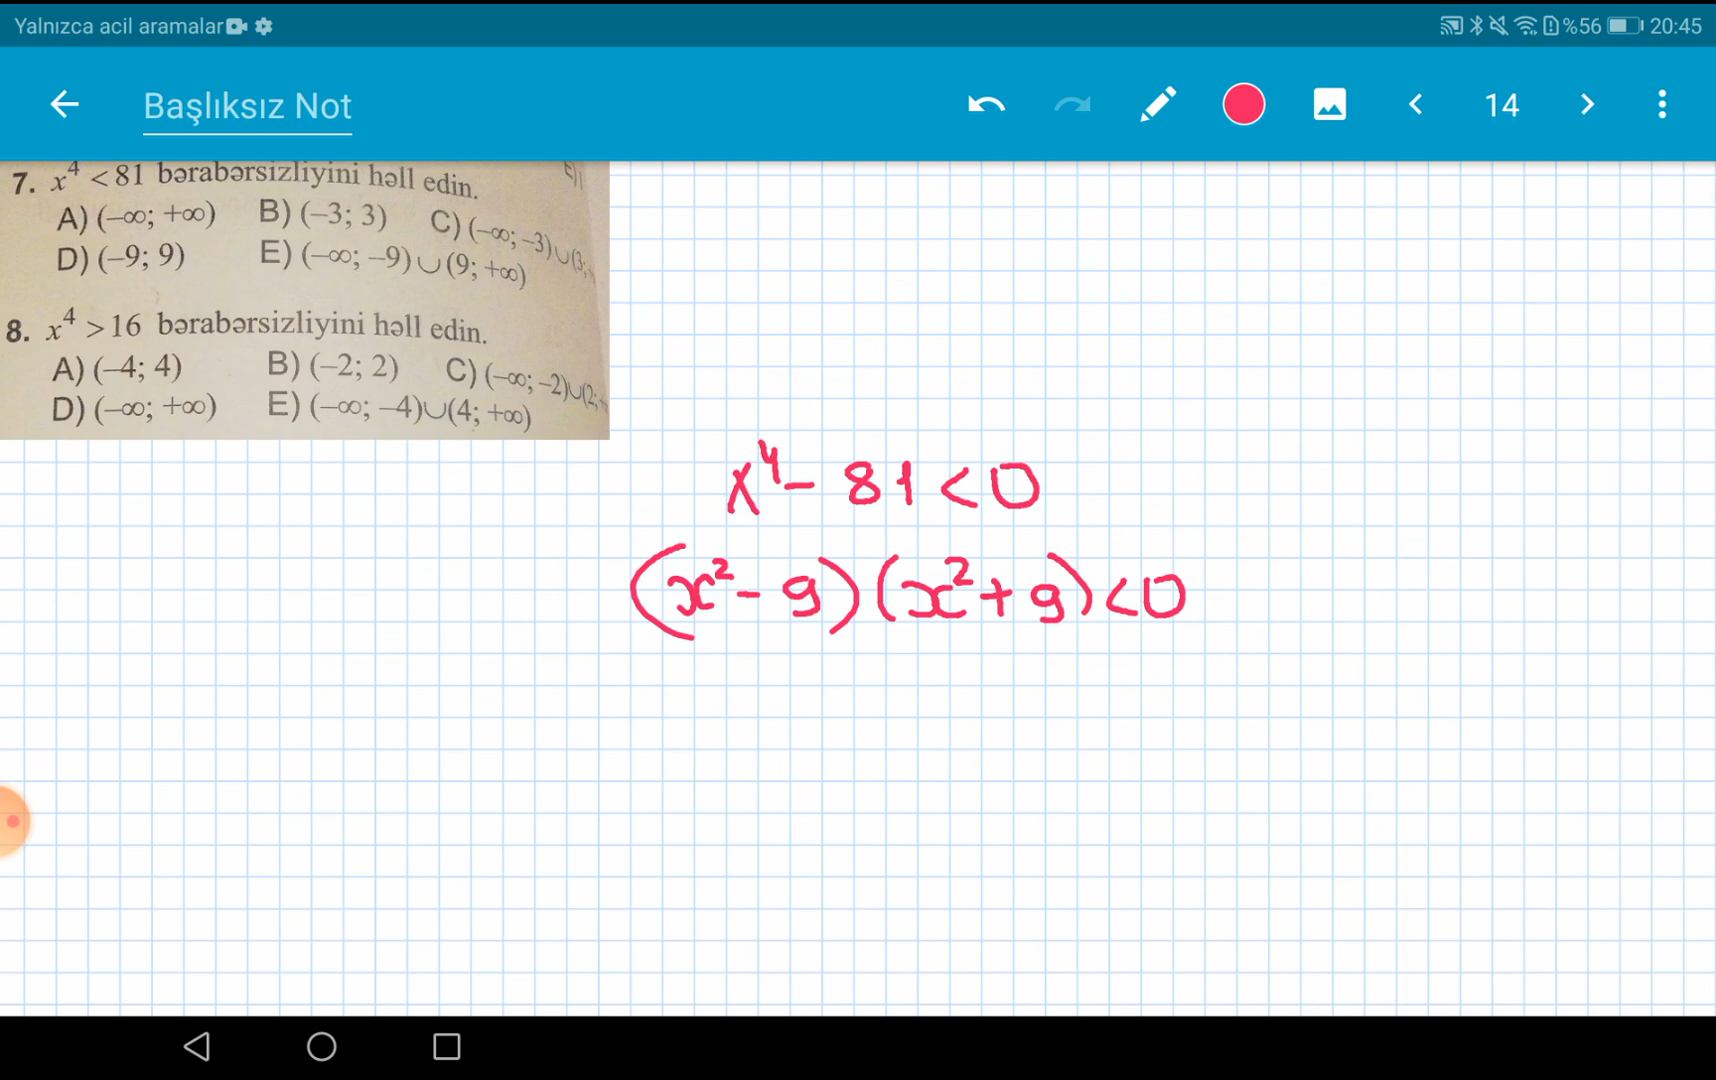 Yalnızca acil aramalar %56 20:45
Başlıksız Not 14
7. x⁴ < 81 bərabərsizliyini həll edin.
A) (–∞; +∞) B) (–3; 3) C) (–∞; –3)∪(3;
D) (–9; 9) E) (–∞; –9)∪(9; +∞)
8. x⁴ > 16 bərabərsizliyini həll edin.
A) (–4; 4) B) (–2; 2) C) (–∞; –2)∪(2;
D) (–∞; +∞) E) (–∞; –4)∪(4; +∞)
x⁴ - 81 < 0
(x² - 9)(x² + 9) < 0